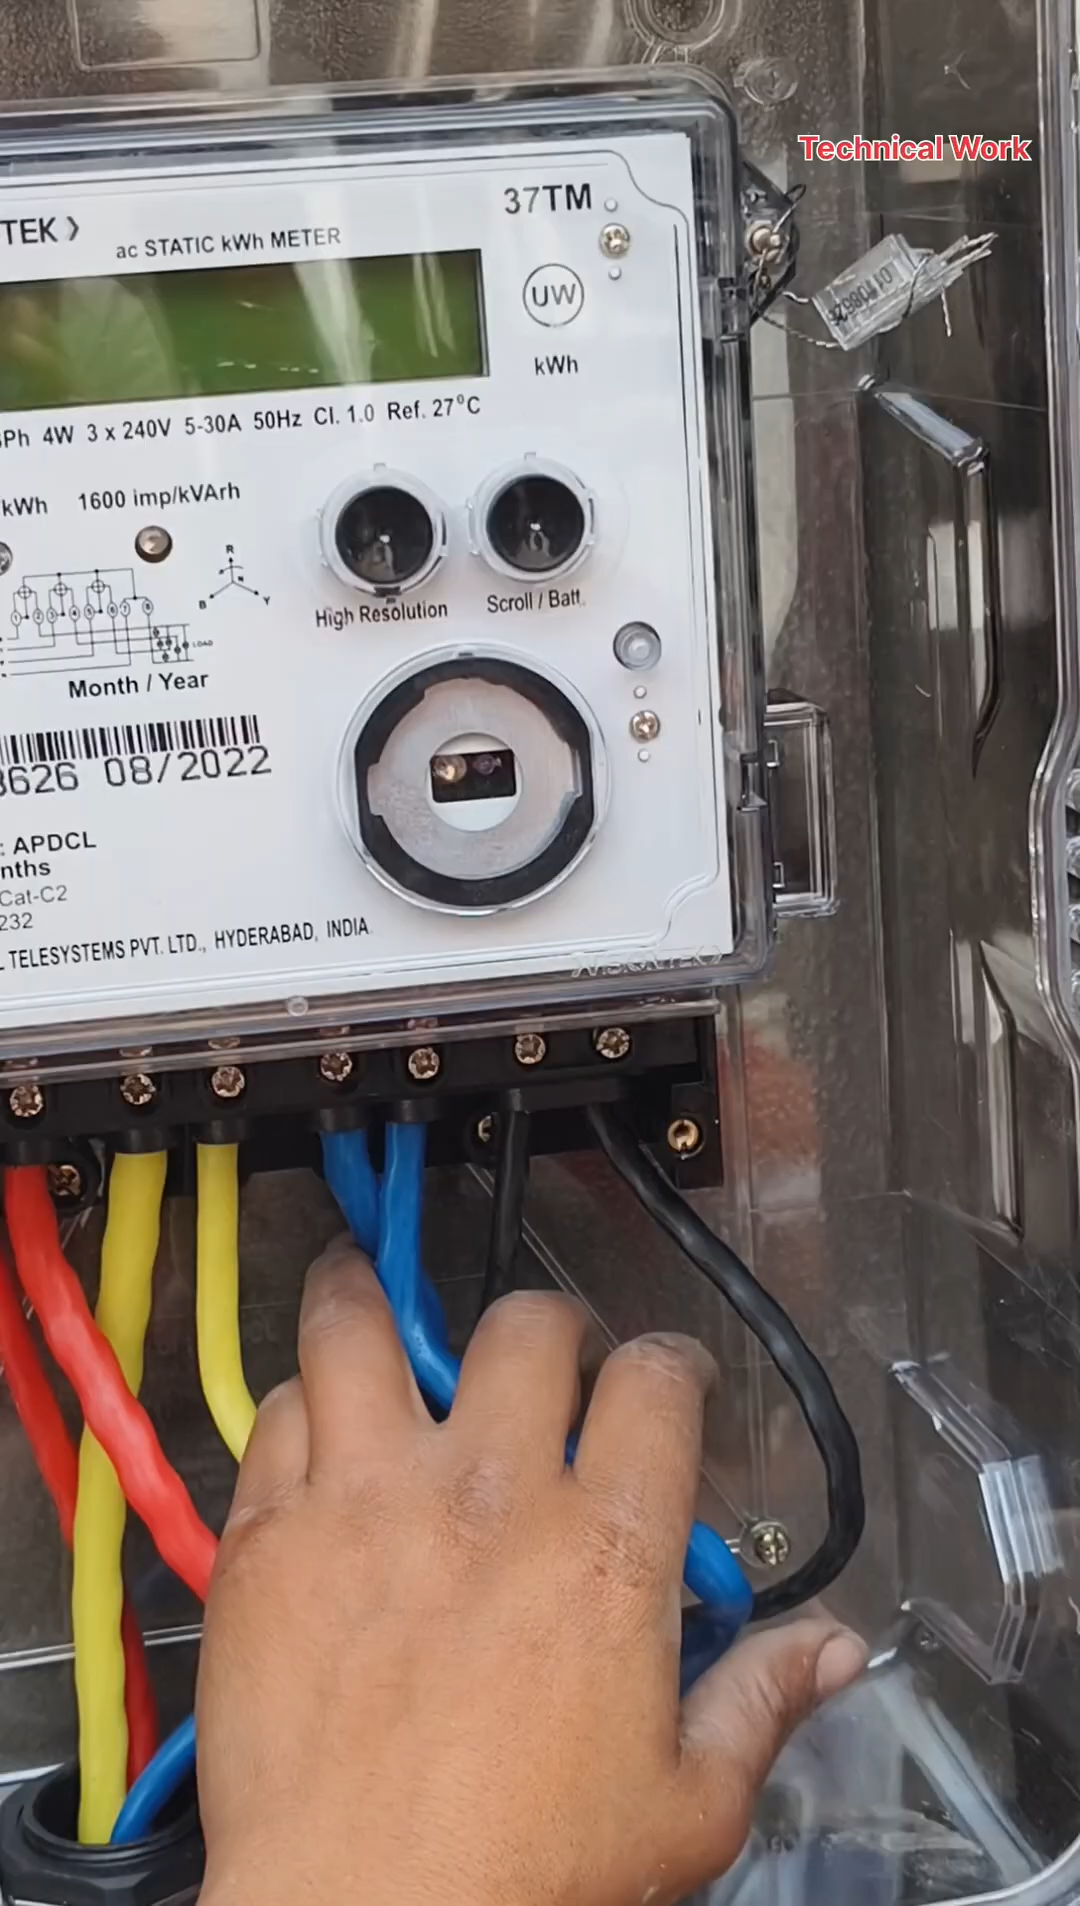 Technical Work
TEK
37TM
ac STATIC kWh METER
UW
kWh
Ph 4W 3 x 240V 5-30A 50Hz Cl. 1.0 Ref. 27°C
kWh 1600 imp/kVArh
R
B
Y
LOAD
High Resolution
Scroll / Batt.
Month / Year
3626 08/2022
: APDCL
nths
Cat-C2
232
TELESYSTEMS PVT. LTD., HYDERABAD, INDIA
VISIONTEK